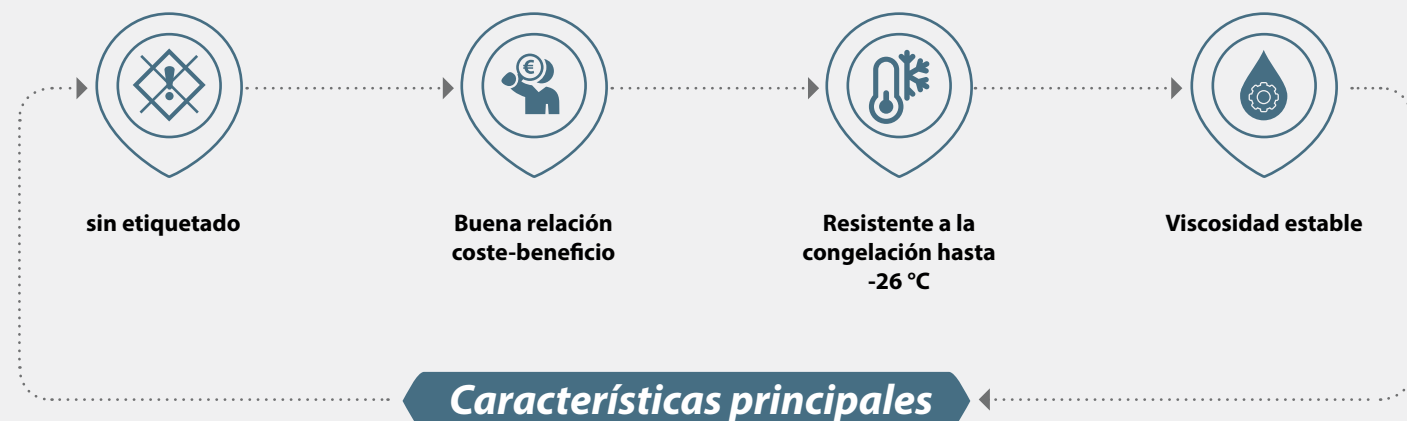 €
sin etiquetado
Buena relación
coste-beneficio
Resistente a la
congelación hasta
-26 °C
Viscosidad estable
Características principales